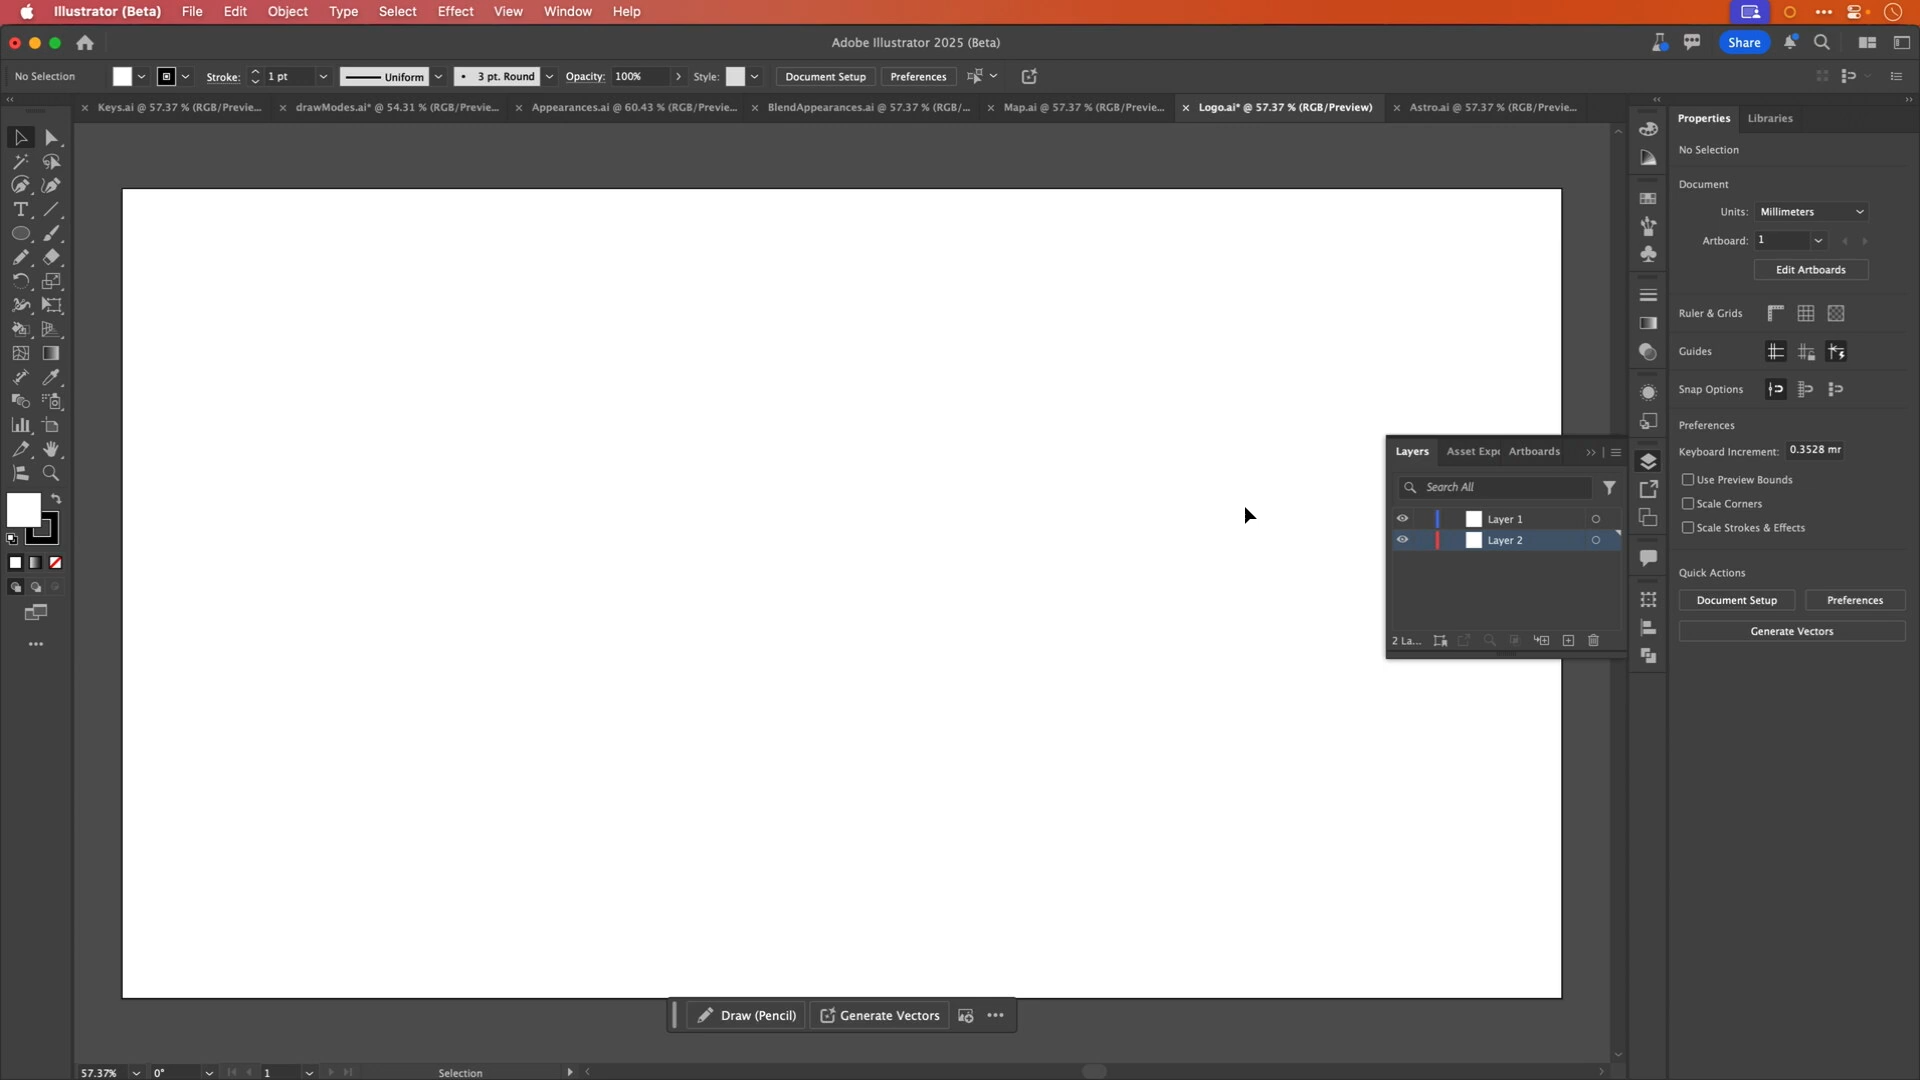 Illustrator (Beta) File Edit Object Type Select Effect View Window Help
Adobe Illustrator 2025 (Beta)
Share
No Selection Stroke: 1 pt Uniform 3 pt. Round Opacity: 100% Style: Document Setup Preferences
Keys.ai @ 57.37 % (RGB/Previe... drawModes.ai* @ 54.31 % (RGB/Previe... Appearances.ai @ 60.43 % (RGB/Previe... BlendAppearances.ai @ 57.37 % (RGB/... Map.ai @ 57.37 % (RGB/Previe... Logo.ai* @ 57.37 % (RGB/Preview) Astro.ai @ 57.37 % (RGB/Previe...
Properties Libraries
No Selection
Document
Units: Millimeters
Artboard: 1
Edit Artboards
Ruler & Grids
Guides
Snap Options
Preferences
Keyboard Increment: 0.3528 mr
Use Preview Bounds
Scale Corners
Scale Strokes & Effects
Quick Actions
Document Setup Preferences
Generate Vectors
Layers Asset Expo Artboards
Search All
Layer 1
Layer 2
2 La...
Draw (Pencil) Generate Vectors
57.37% 0° 1 Selection